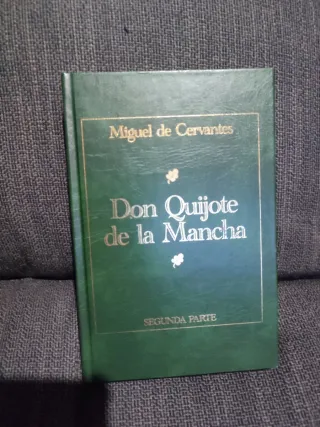 Miguel de Cervantes
Don Quijote
de la Mancha
SEGUNDA PARTE